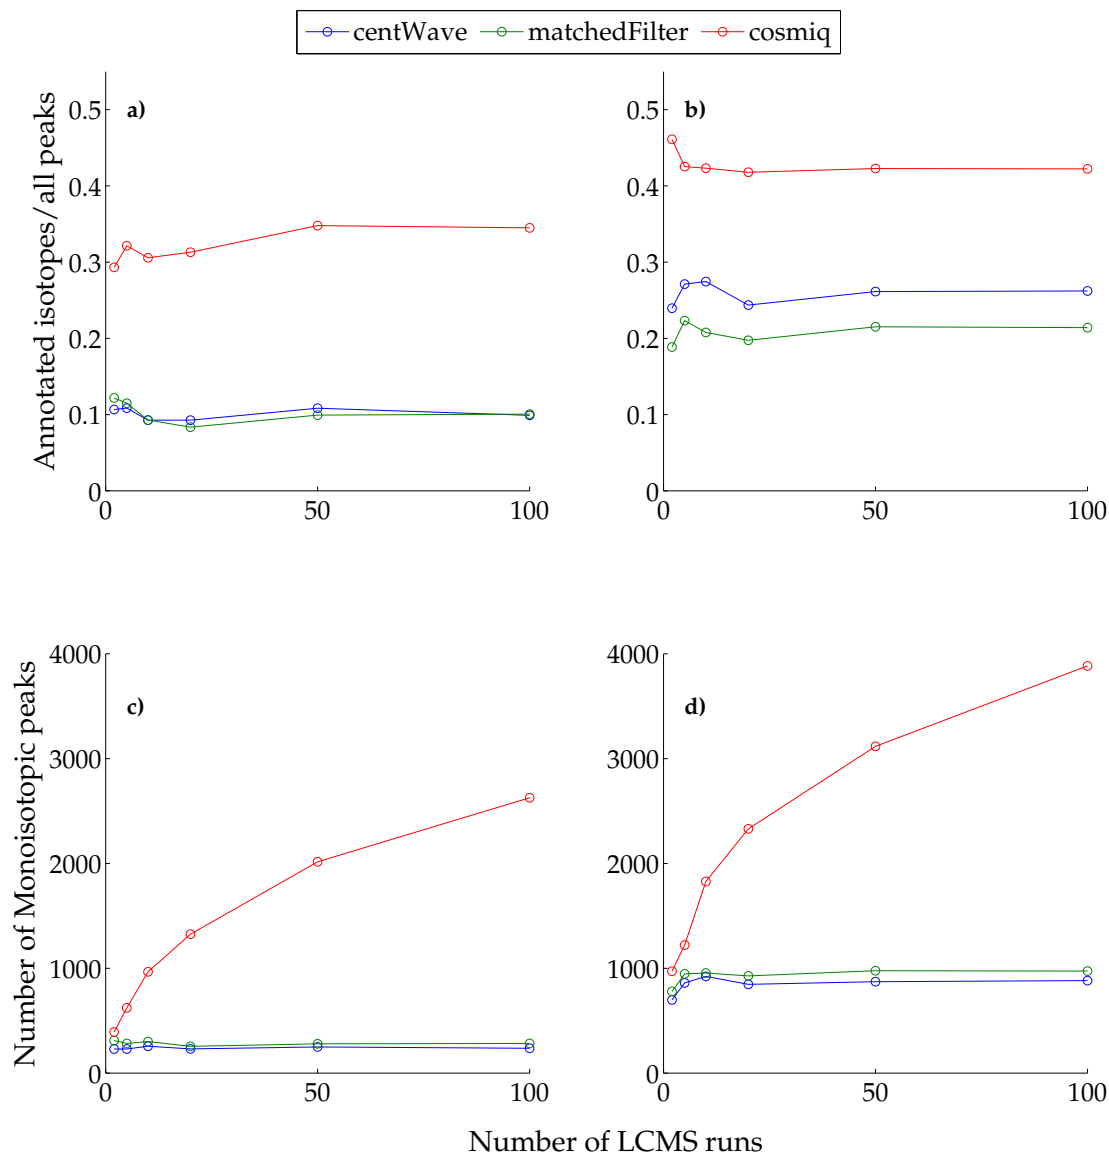 centWave matchedFilter cosmiq
a)
Annotated isotopes/all peaks
0.5
0.4
0.3
0.2
0.1
0
0 50 100
b)
0.5
0.4
0.3
0.2
0.1
0
0 50 100
c)
Number of Monoisotopic peaks
4000
3000
2000
1000
0
0 50 100
d)
4000
3000
2000
1000
0
0 50 100
Number of LCMS runs